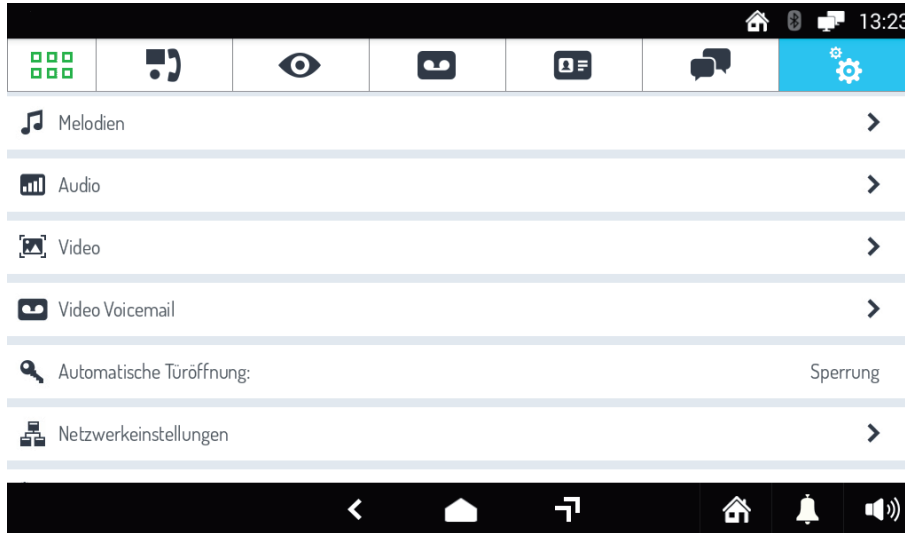 13:23
Melodien
Audio
Video
Video Voicemail
Automatische Türöffnung: Sperrung
Netzwerkeinstellungen